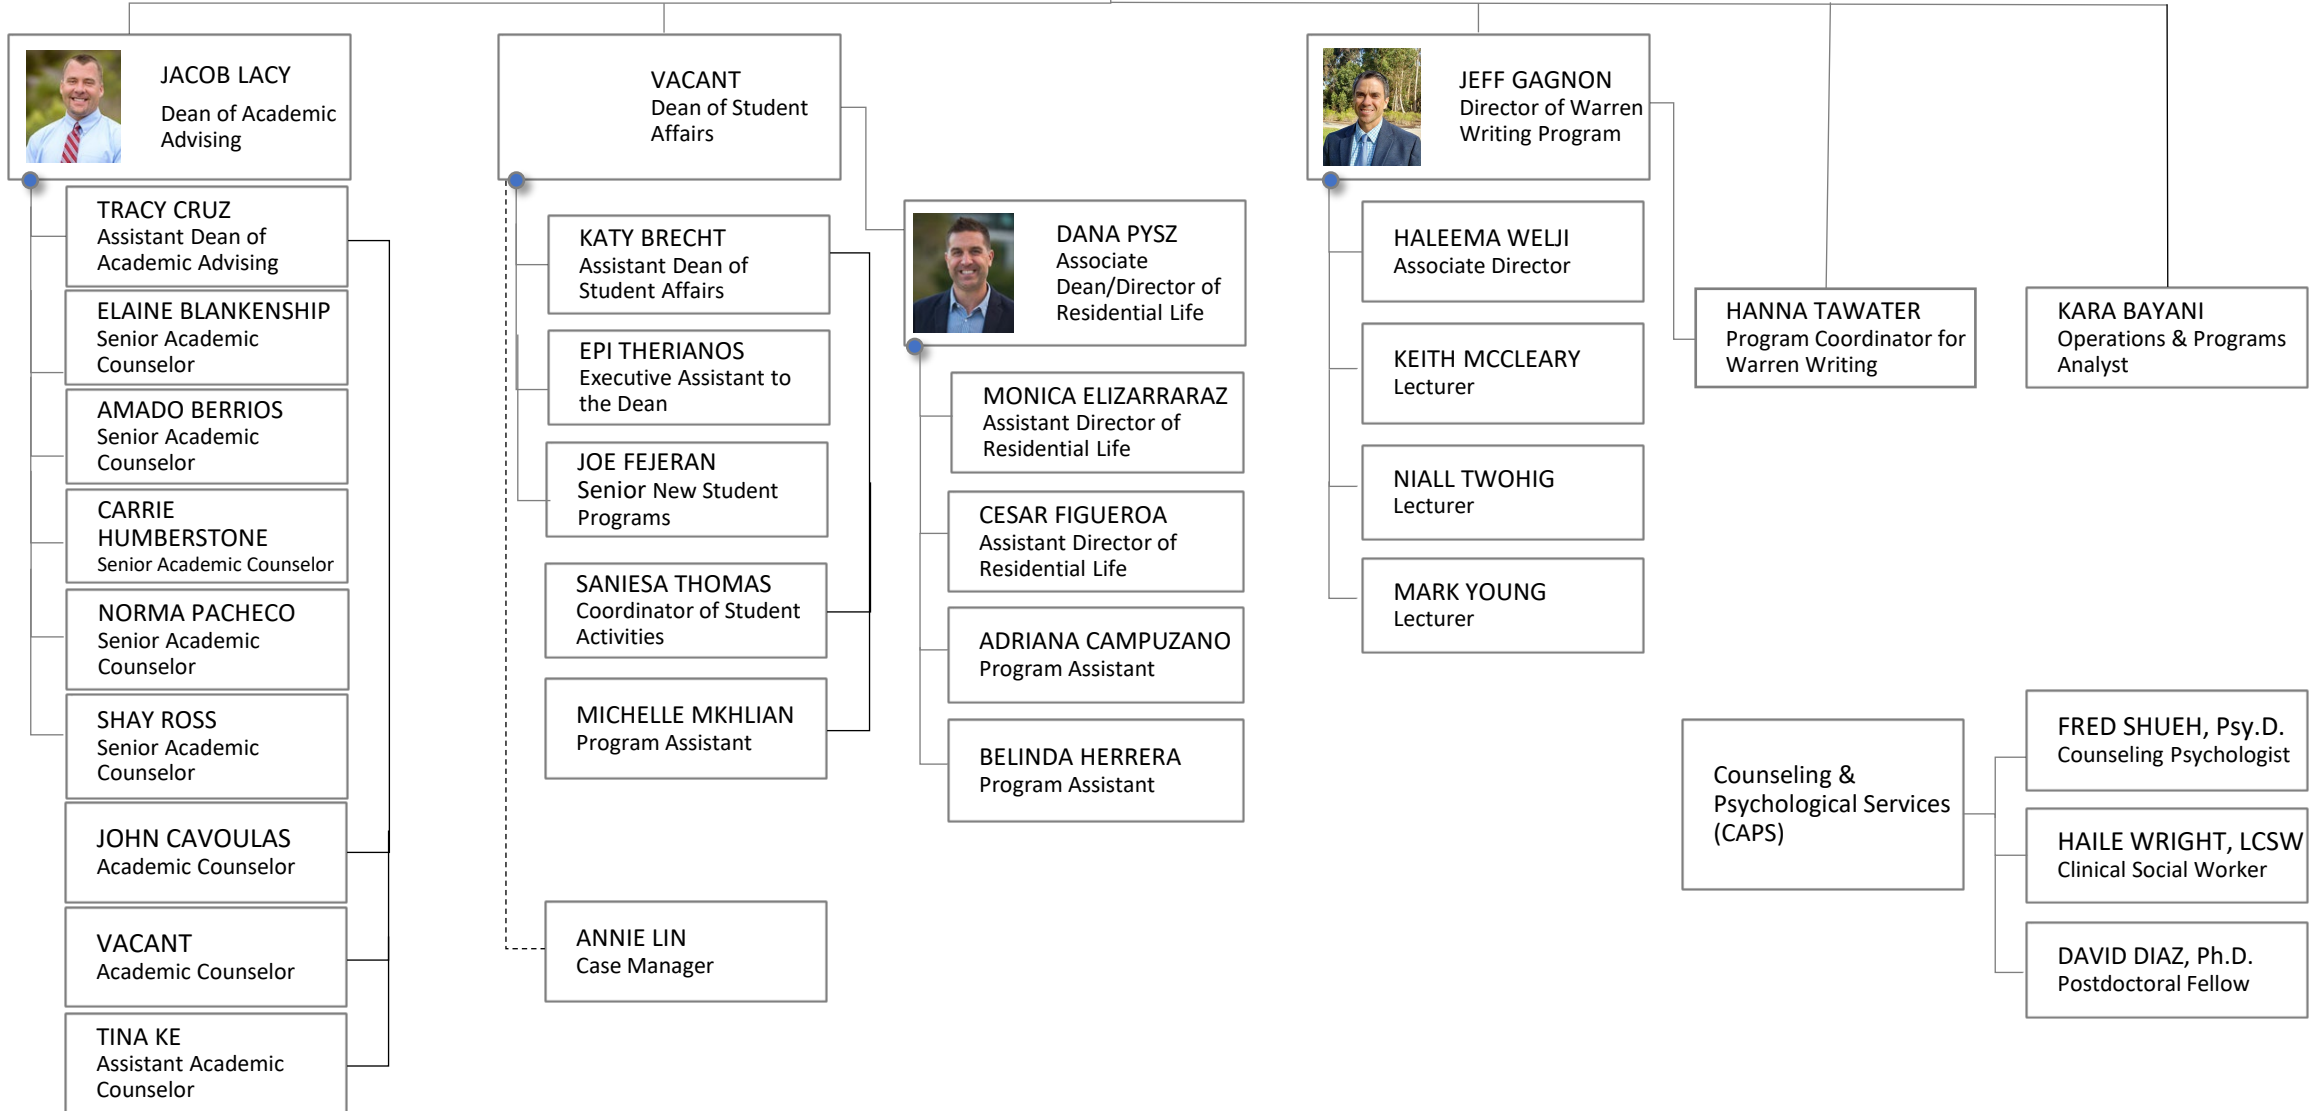 JACOB LACY
Dean of Academic
Advising
TRACY CRUZ
Assistant Dean of
Academic Advising
ELAINE BLANKENSHIP
Senior Academic
Counselor
AMADO BERRIOS
Senior Academic
Counselor
CARRIE
HUMBERSTONE
Senior Academic Counselor
NORMA PACHECO
Senior Academic
Counselor
SHAY ROSS
Senior Academic
Counselor
JOHN CAVOULAS
Academic Counselor
VACANT
Academic Counselor
TINA KE
Assistant Academic
Counselor
VACANT
Dean of Student
Affairs
KATY BRECHT
Assistant Dean of
Student Affairs
EPI THERIANOS
Executive Assistant to
the Dean
JOE FEJERAN
Senior New Student
Programs
SANIESA THOMAS
Coordinator of Student
Activities
MICHELLE MKHLIAN
Program Assistant
ANNIE LIN
Case Manager
DANA PYSZ
Associate
Dean/Director of
Residential Life
MONICA ELIZARRARAZ
Assistant Director of
Residential Life
CESAR FIGUEROA
Assistant Director of
Residential Life
ADRIANA CAMPUZANO
Program Assistant
BELINDA HERRERA
Program Assistant
JEFF GAGNON
Director of Warren
Writing Program
HALEEMA WELJI
Associate Director
KEITH MCCLEARY
Lecturer
NIALL TWOHIG
Lecturer
MARK YOUNG
Lecturer
HANNA TAWATER
Program Coordinator for
Warren Writing
KARA BAYANI
Operations & Programs
Analyst
Counseling &
Psychological Services
(CAPS)
FRED SHUEH, Psy.D.
Counseling Psychologist
HAILE WRIGHT, LCSW
Clinical Social Worker
DAVID DIAZ, Ph.D.
Postdoctoral Fellow